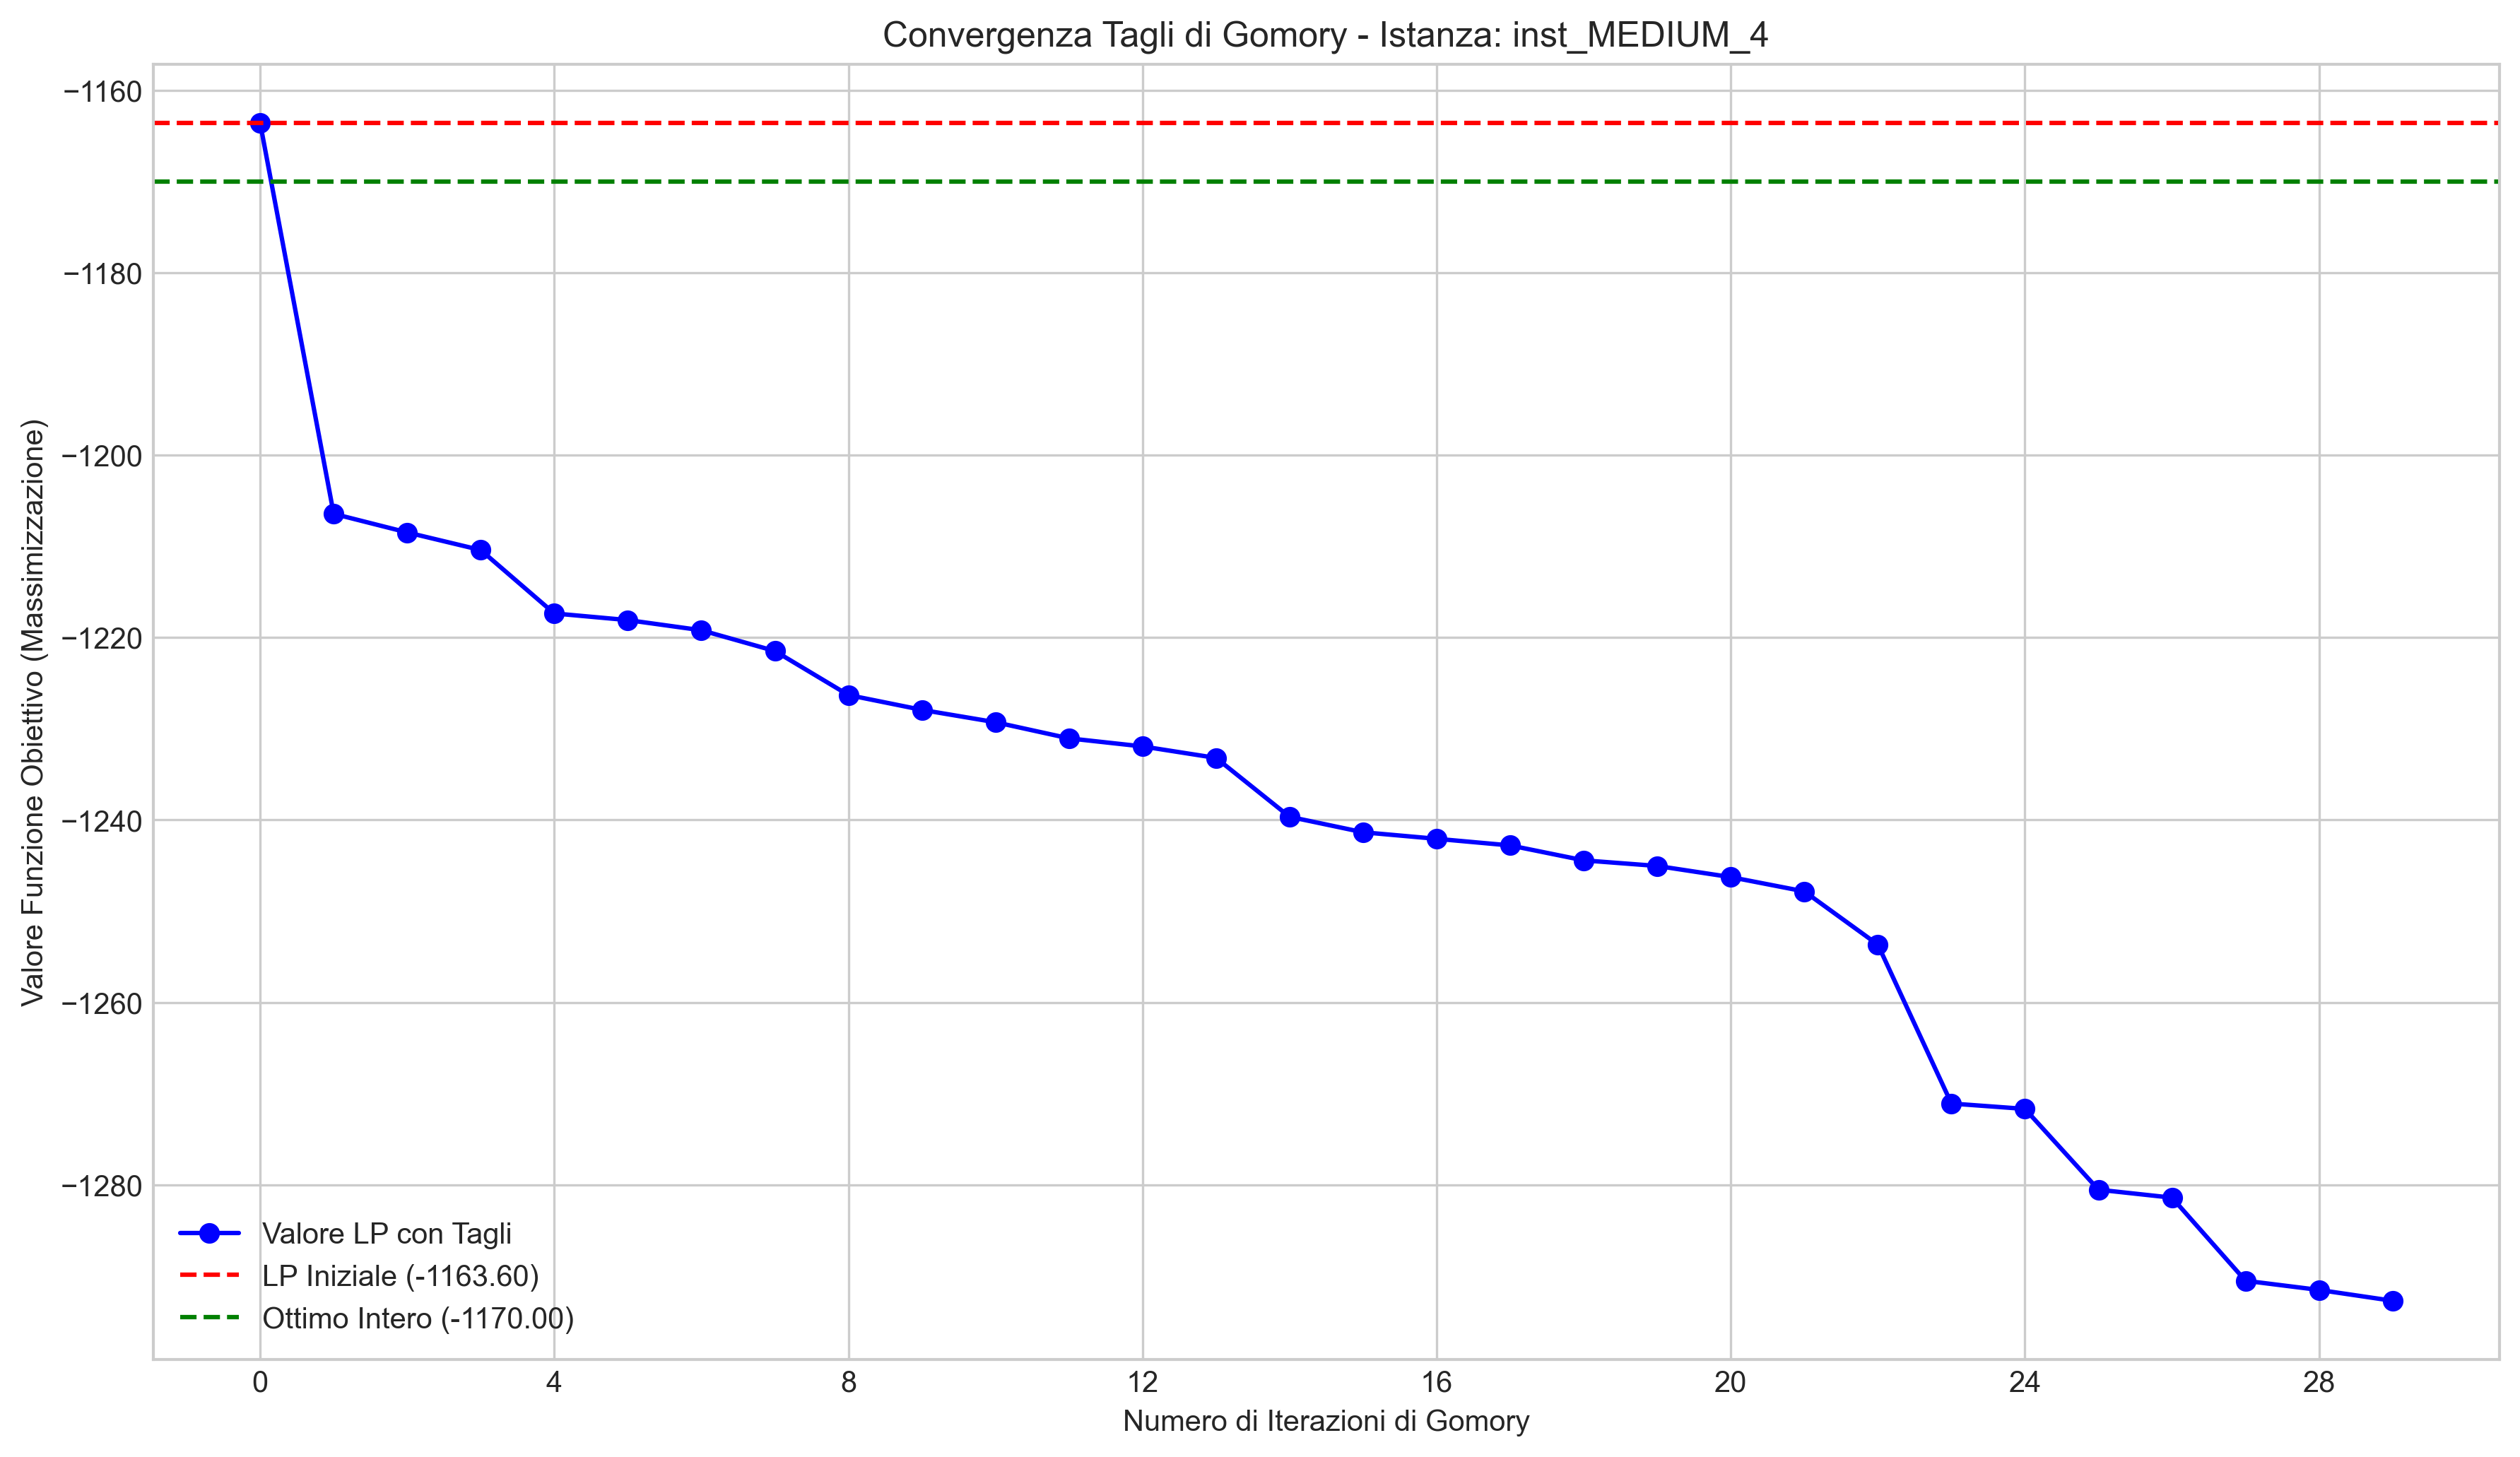 Convergenza Tagli di Gomory - Istanza: inst_MEDIUM_4
Valore Funzione Obiettivo (Massimizzazione)
−1160
−1180
−1200
−1220
−1240
−1260
−1280
Valore LP con Tagli
LP Iniziale (-1163.60)
Ottimo Intero (-1170.00)
0 4 8 12 16 20 24 28
Numero di Iterazioni di Gomory